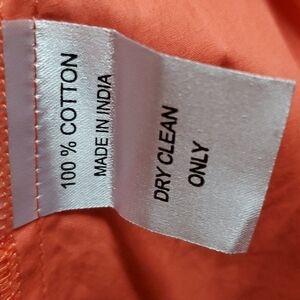 100 % COTTON
MADE IN INDIA
DRY CLEAN
ONLY